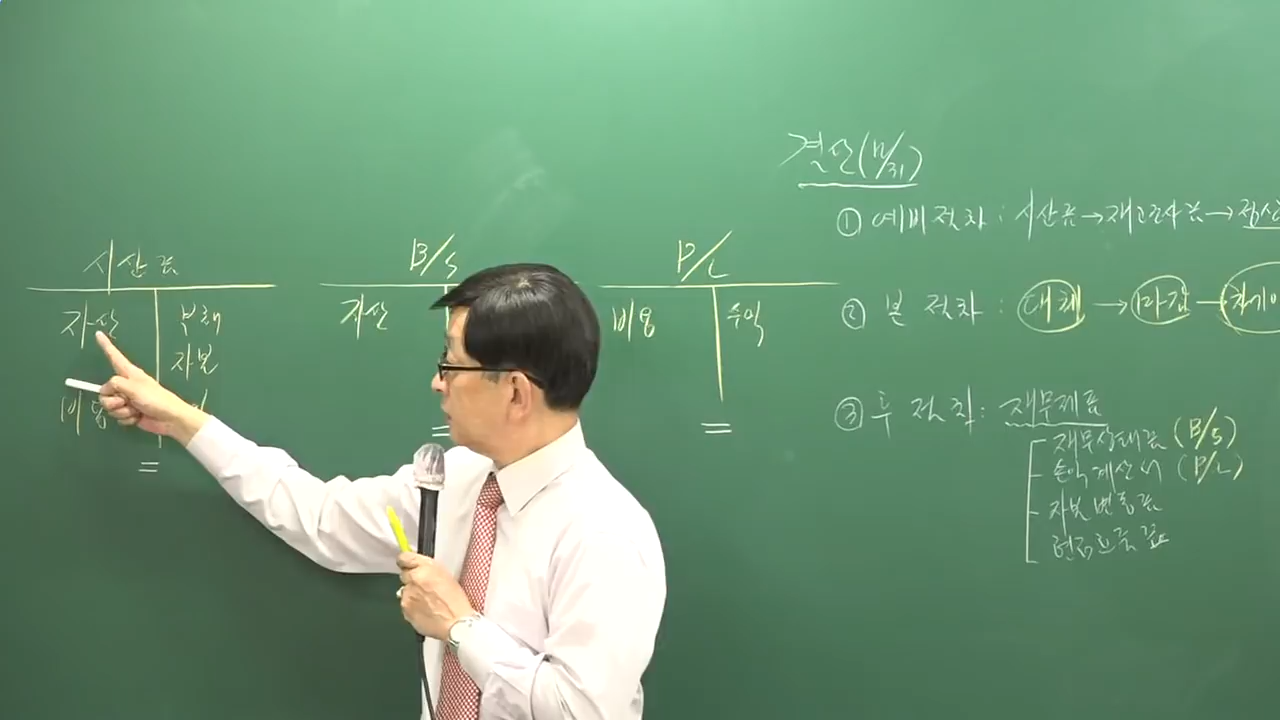 시산표
자산 부채
자본
비용
=
B/S
자산
=
P/L
비용 수익
=
결산(12/31)
① 예비절차 : 시산표→재고조사표→정산
② 본 절차 : 대체 → 마감 → 찍기
③ 후 절차 : 재무제표
재무상태표 (B/S)
손익계산서 (P/L)
자본변동표
현금흐름표